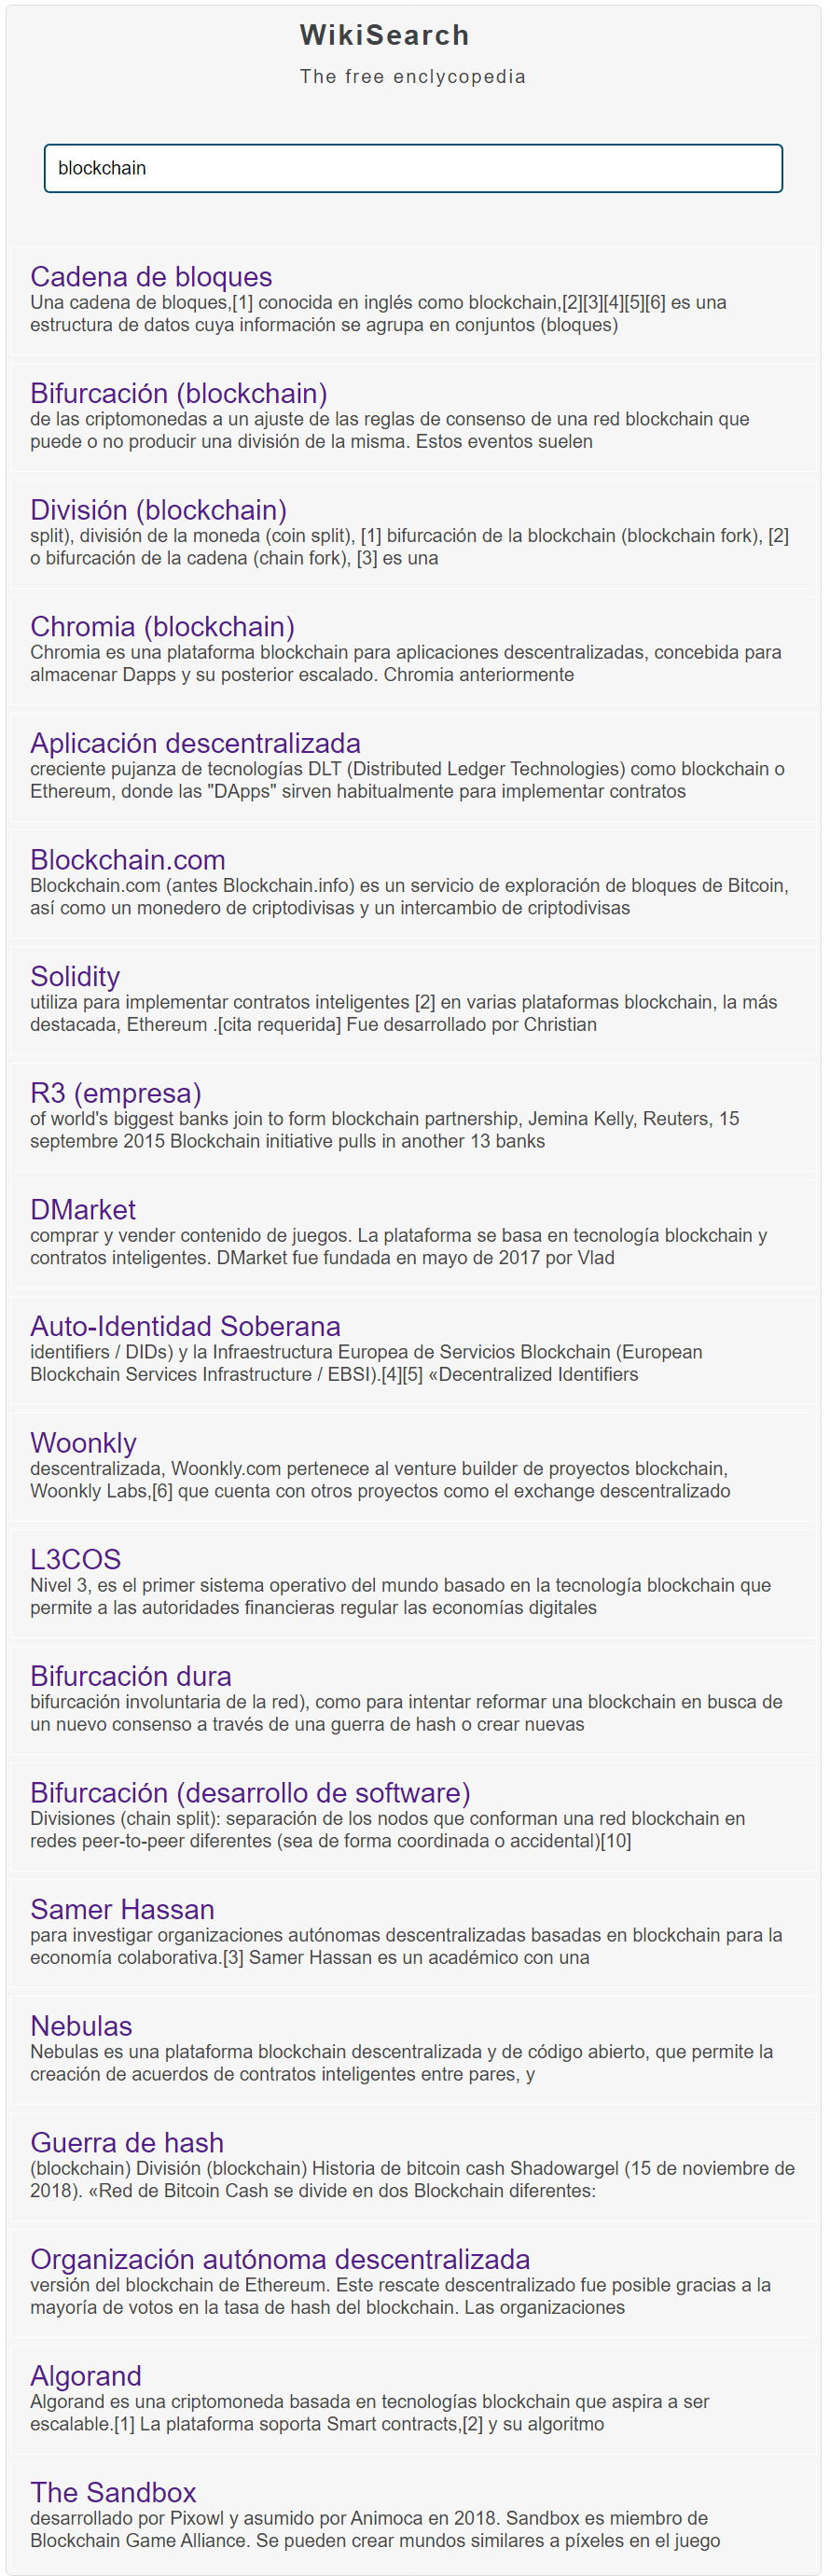 WikiSearch
The free enclycopedia
blockchain
Cadena de bloques
Una cadena de bloques,[1] conocida en inglés como blockchain,[2][3][4][5][6] es una
estructura de datos cuya información se agrupa en conjuntos (bloques)
Bifurcación (blockchain)
de las criptomonedas a un ajuste de las reglas de consenso de una red blockchain que
puede o no producir una división de la misma. Estos eventos suelen
División (blockchain)
split), división de la moneda (coin split), [1] bifurcación de la blockchain (blockchain fork), [2]
o bifurcación de la cadena (chain fork), [3] es una
Chromia (blockchain)
Chromia es una plataforma blockchain para aplicaciones descentralizadas, concebida para
almacenar Dapps y su posterior escalado. Chromia anteriormente
Aplicación descentralizada
creciente pujanza de tecnologías DLT (Distributed Ledger Technologies) como blockchain o
Ethereum, donde las "DApps" sirven habitualmente para implementar contratos
Blockchain.com
Blockchain.com (antes Blockchain.info) es un servicio de exploración de bloques de Bitcoin,
así como un monedero de criptodivisas y un intercambio de criptodivisas
Solidity
utiliza para implementar contratos inteligentes [2] en varias plataformas blockchain, la más
destacada, Ethereum .[cita requerida] Fue desarrollado por Christian
R3 (empresa)
of world's biggest banks join to form blockchain partnership, Jemina Kelly, Reuters, 15
septembre 2015 Blockchain initiative pulls in another 13 banks
DMarket
comprar y vender contenido de juegos. La plataforma se basa en tecnología blockchain y
contratos inteligentes. DMarket fue fundada en mayo de 2017 por Vlad
Auto-Identidad Soberana
identifiers / DIDs) y la Infraestructura Europea de Servicios Blockchain (European
Blockchain Services Infrastructure / EBSI).[4][5] «Decentralized Identifiers
Woonkly
descentralizada, Woonkly.com pertenece al venture builder de proyectos blockchain,
Woonkly Labs,[6] que cuenta con otros proyectos como el exchange descentralizado
L3COS
Nivel 3, es el primer sistema operativo del mundo basado en la tecnología blockchain que
permite a las autoridades financieras regular las economías digitales
Bifurcación dura
bifurcación involuntaria de la red), como para intentar reformar una blockchain en busca de
un nuevo consenso a través de una guerra de hash o crear nuevas
Bifurcación (desarrollo de software)
Divisiones (chain split): separación de los nodos que conforman una red blockchain en
redes peer-to-peer diferentes (sea de forma coordinada o accidental)[10]
Samer Hassan
para investigar organizaciones autónomas descentralizadas basadas en blockchain para la
economía colaborativa.[3] Samer Hassan es un académico con una
Nebulas
Nebulas es una plataforma blockchain descentralizada y de código abierto, que permite la
creación de acuerdos de contratos inteligentes entre pares, y
Guerra de hash
(blockchain) División (blockchain) Historia de bitcoin cash Shadowargel (15 de noviembre de
2018). «Red de Bitcoin Cash se divide en dos Blockchain diferentes:
Organización autónoma descentralizada
versión del blockchain de Ethereum. Este rescate descentralizado fue posible gracias a la
mayoría de votos en la tasa de hash del blockchain. Las organizaciones
Algorand
Algorand es una criptomoneda basada en tecnologías blockchain que aspira a ser
escalable.[1] La plataforma soporta Smart contracts,[2] y su algoritmo
The Sandbox
desarrollado por Pixowl y asumido por Animoca en 2018. Sandbox es miembro de
Blockchain Game Alliance. Se pueden crear mundos similares a píxeles en el juego